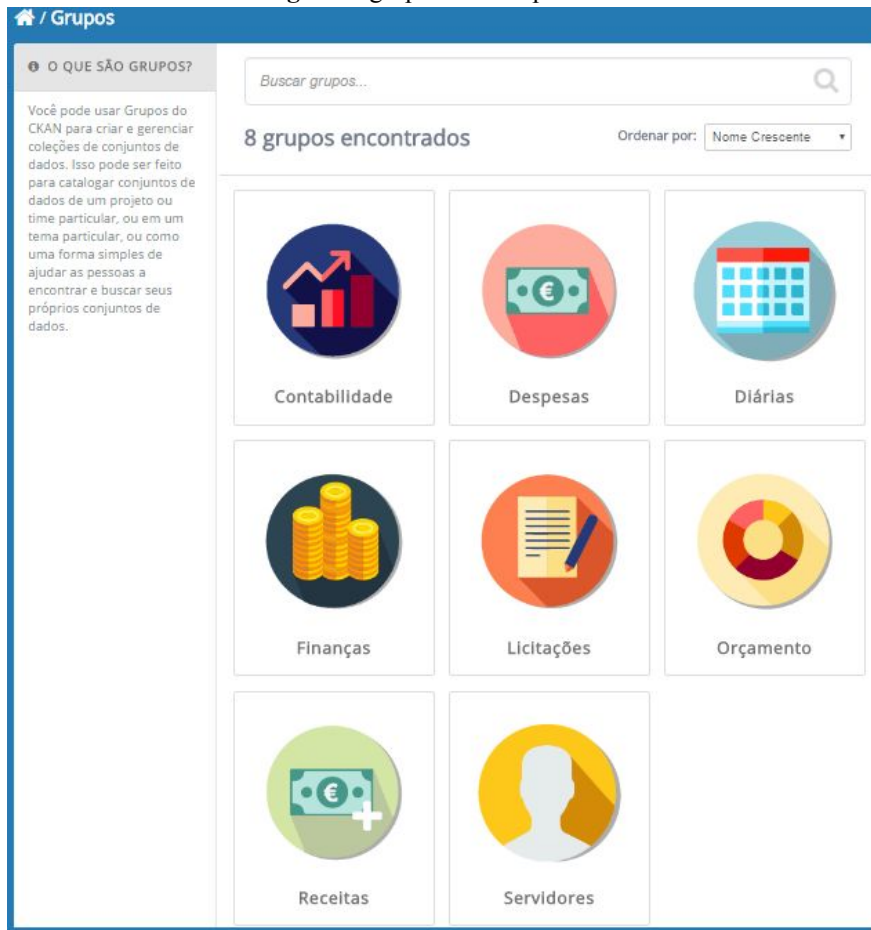 / Grupos
O QUE SÃO GRUPOS?
Você pode usar Grupos do
CKAN para criar e gerenciar
coleções de conjuntos de
dados. Isso pode ser feito
para catalogar conjuntos de
dados de um projeto ou
time particular, ou em um
tema particular, ou como
uma forma simples de
ajudar as pessoas a
encontrar e buscar seus
próprios conjuntos de
dados.
Buscar grupos...
8 grupos encontrados
Ordenar por: Nome Crescente
Contabilidade
Despesas
Diárias
Finanças
Licitações
Orçamento
Receitas
Servidores